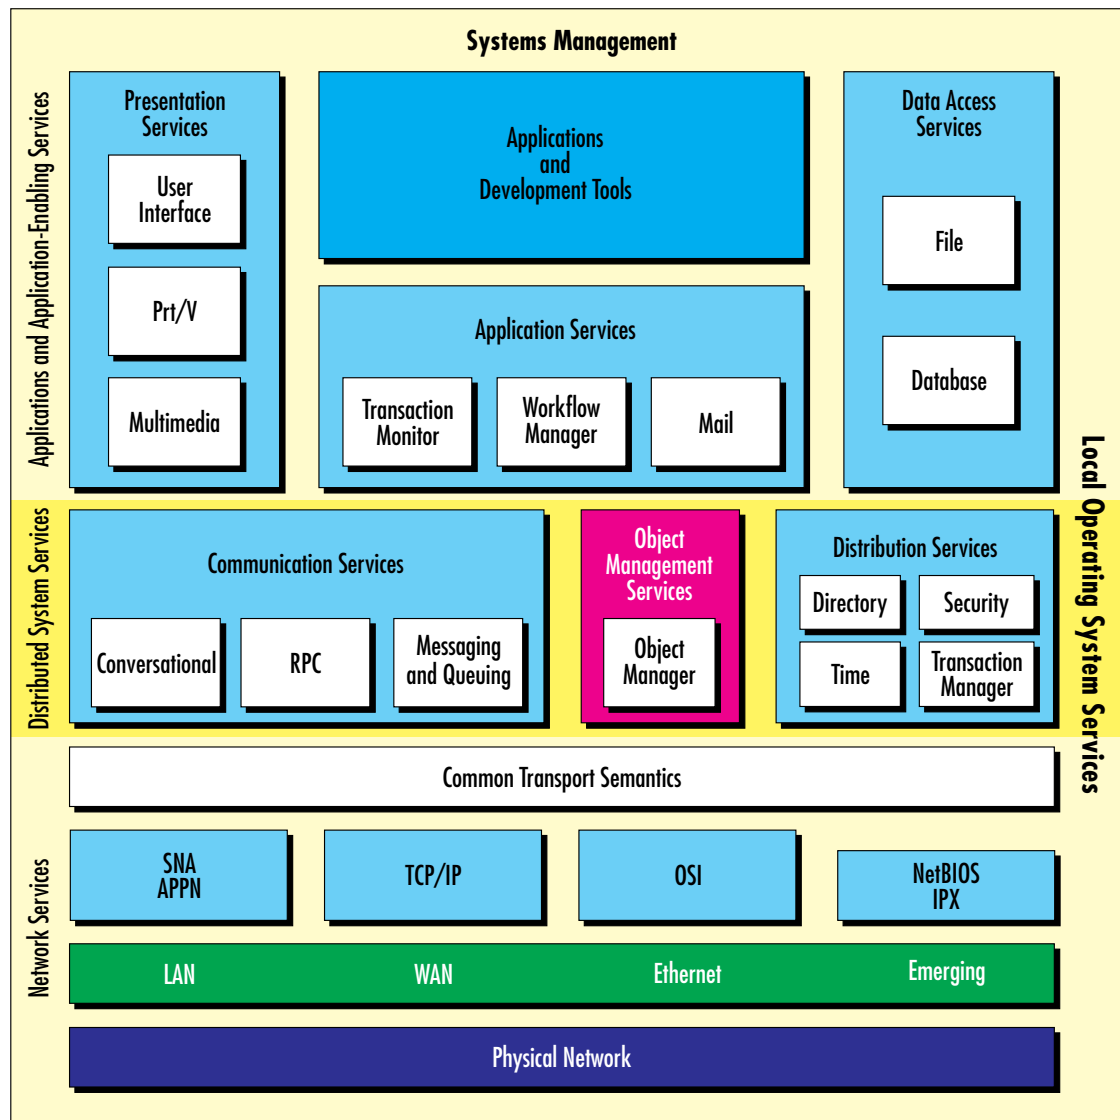 Systems Management
Applications and Application-Enabling Services
Presentation
Services
User
Interface
Prt/V
Multimedia
Applications
and
Development Tools
Application Services
Transaction
Monitor
Workflow
Manager
Mail
Data Access
Services
File
Database
Local Operating System Services
Distributed System Services
Communication Services
Conversational
RPC
Messaging
and Queuing
Object
Management
Services
Object
Manager
Distribution Services
Directory
Security
Time
Transaction
Manager
Network Services
Common Transport Semantics
SNA
APPN
TCP/IP
OSI
NetBIOS
IPX
LAN
WAN
Ethernet
Emerging
Physical Network